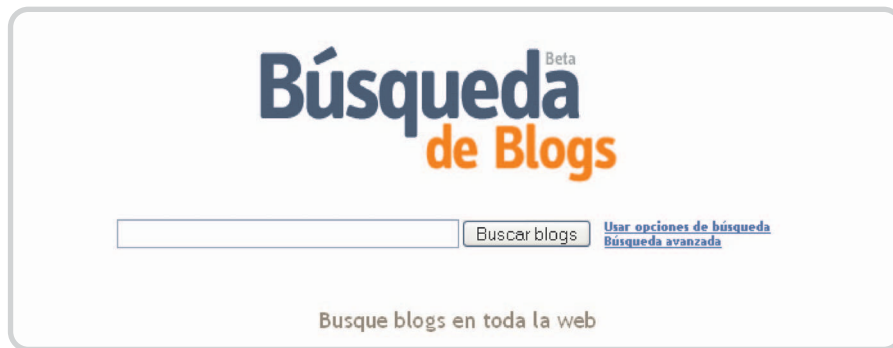 Búsqueda
Beta
de Blogs
Buscar blogs
Usar opciones de búsqueda
Búsqueda avanzada
Busque blogs en toda la web